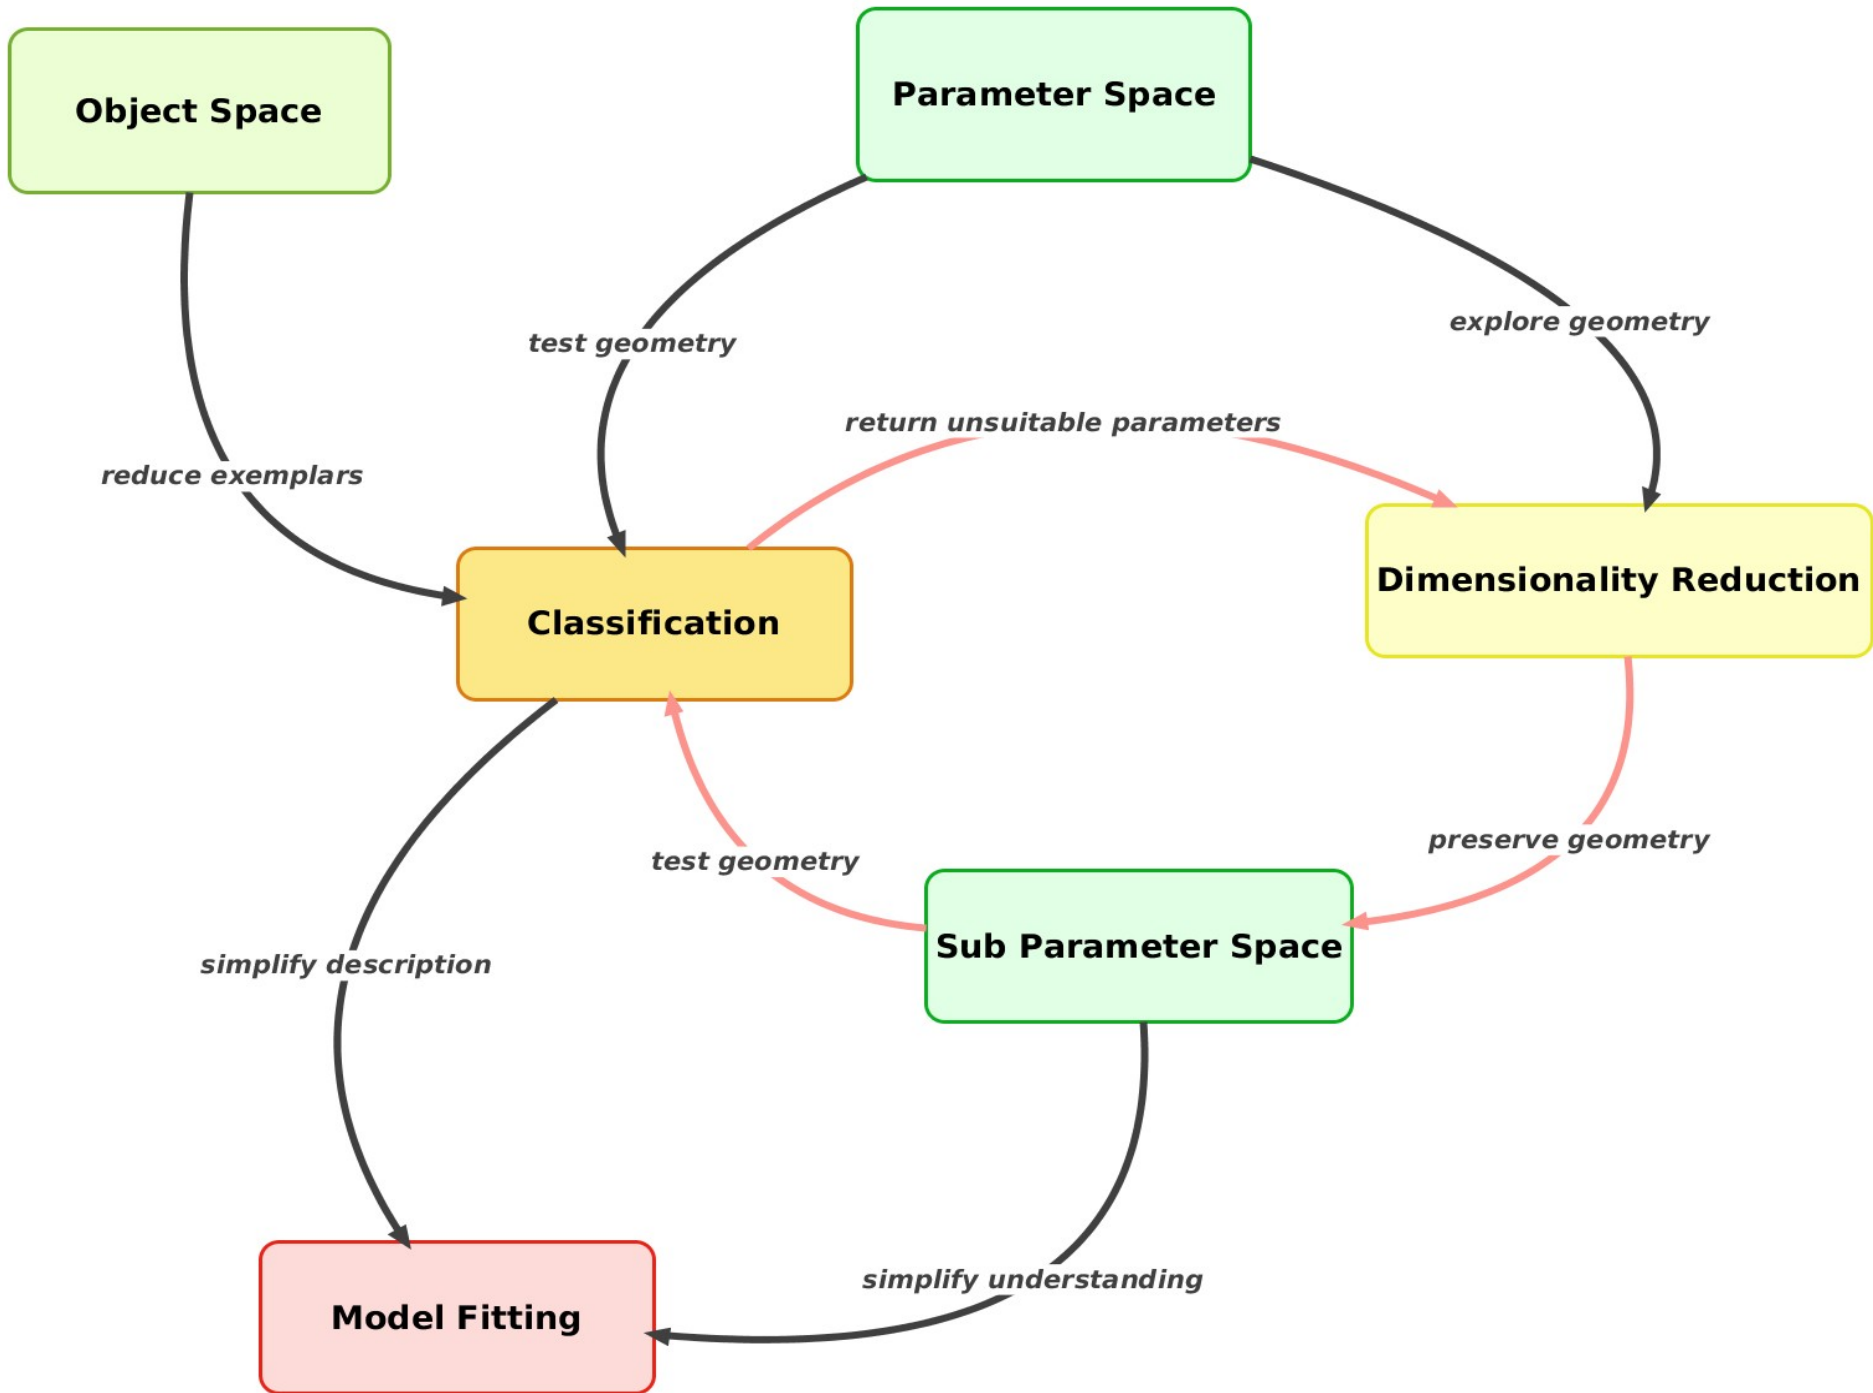 Object Space
Parameter Space
explore geometry
test geometry
return unsuitable parameters
reduce exemplars
Dimensionality Reduction
Classification
preserve geometry
test geometry
Sub Parameter Space
simplify description
simplify understanding
Model Fitting